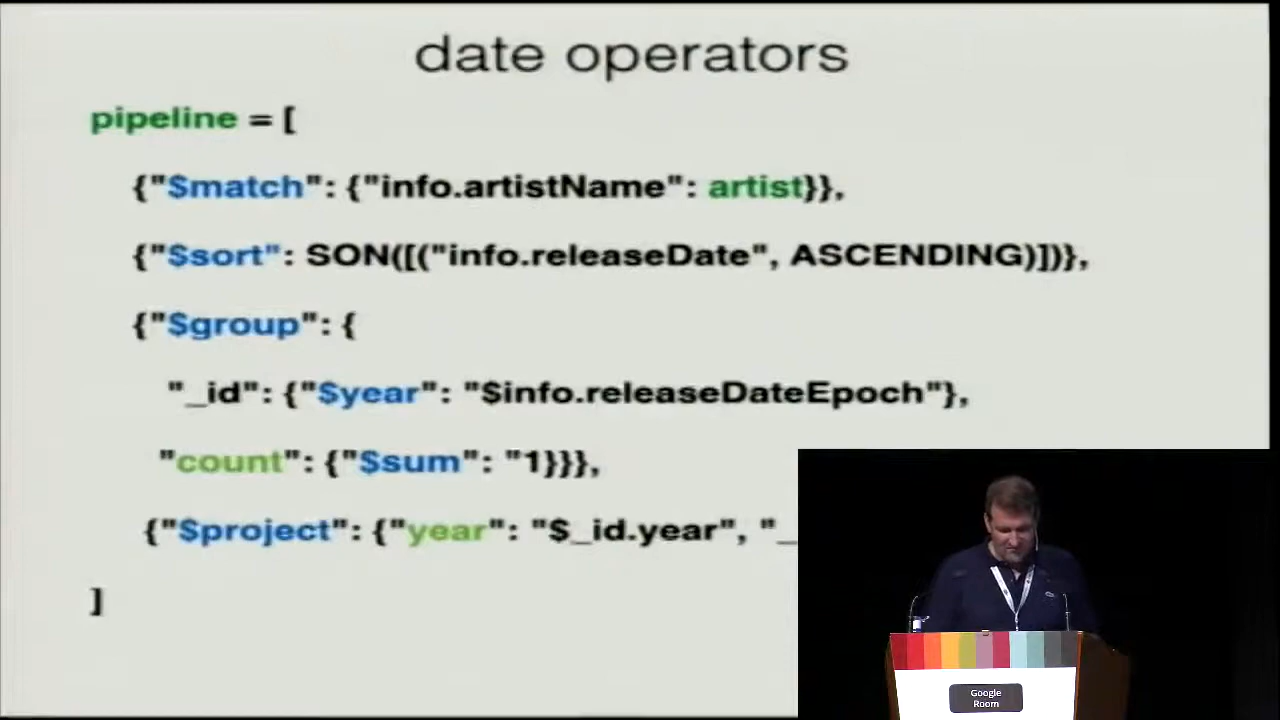 date operators
pipeline = [
{"$match": {"info.artistName": artist}},
{"$sort": SON([("info.releaseDate", ASCENDING)])},
{"$group": {
"_id": {"$year": "$info.releaseDateEpoch"},
"count": {"$sum": "1}}},
{"$project": {"year": "$_id.year", "_
]
Google
Room